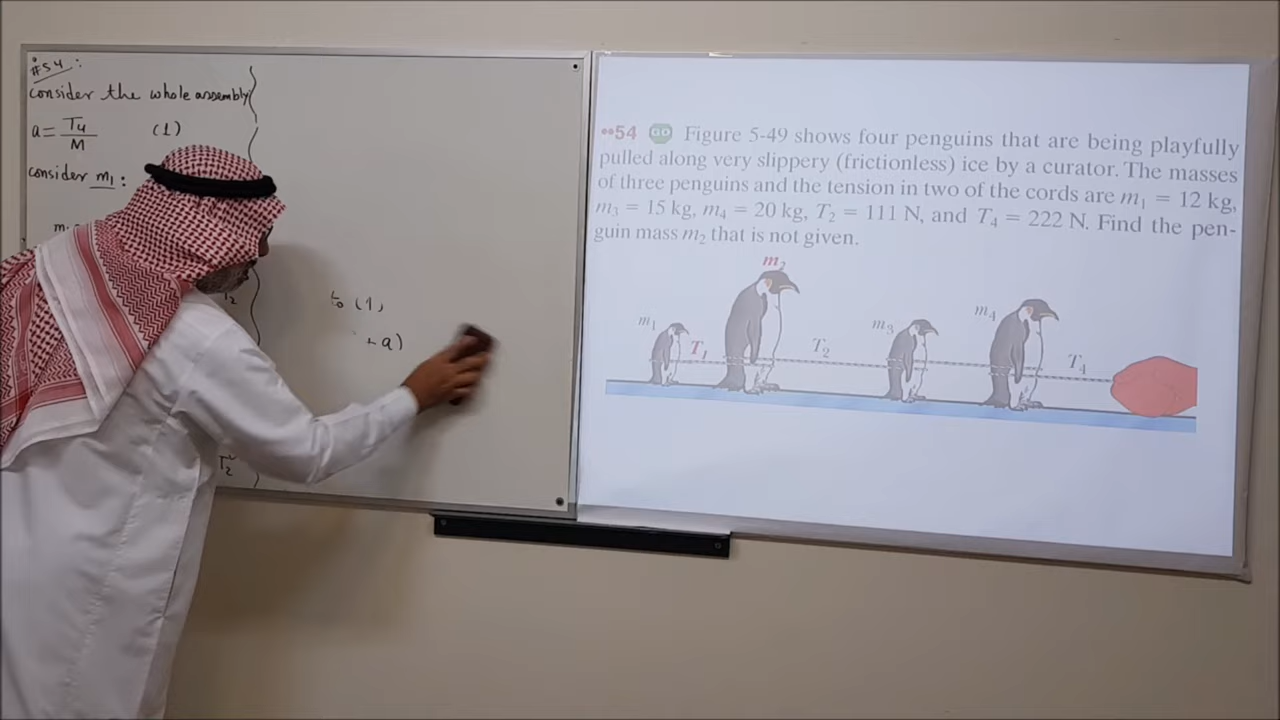 #54:
consider the whole assembly
a = T4/M (1)
consider m1:
m
T2
to (1)
+ a)
T2
••54 GO Figure 5-49 shows four penguins that are being playfully
pulled along very slippery (frictionless) ice by a curator. The masses
of three penguins and the tension in two of the cords are m1 = 12 kg,
m3 = 15 kg, m4 = 20 kg, T2 = 111 N, and T4 = 222 N. Find the pen-
guin mass m2 that is not given.
m2
m1
m3
m4
T1
T2
T4